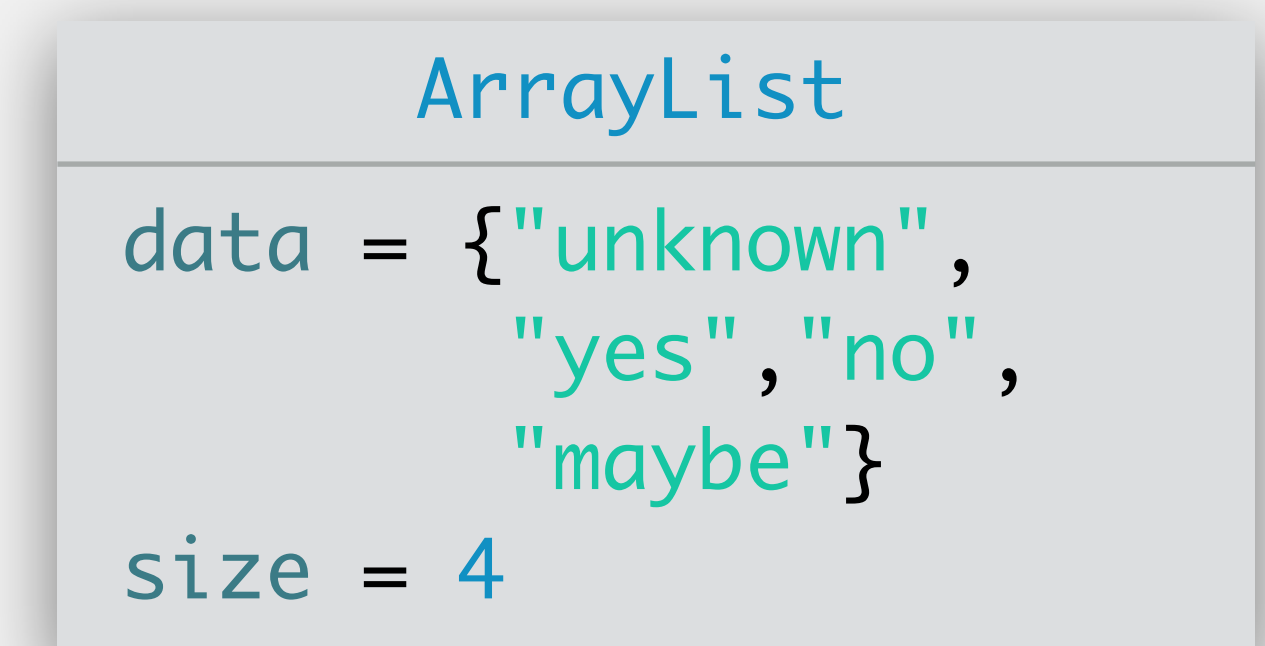 ArrayList
data = {"unknown",
"yes","no",
"maybe"}
size = 4